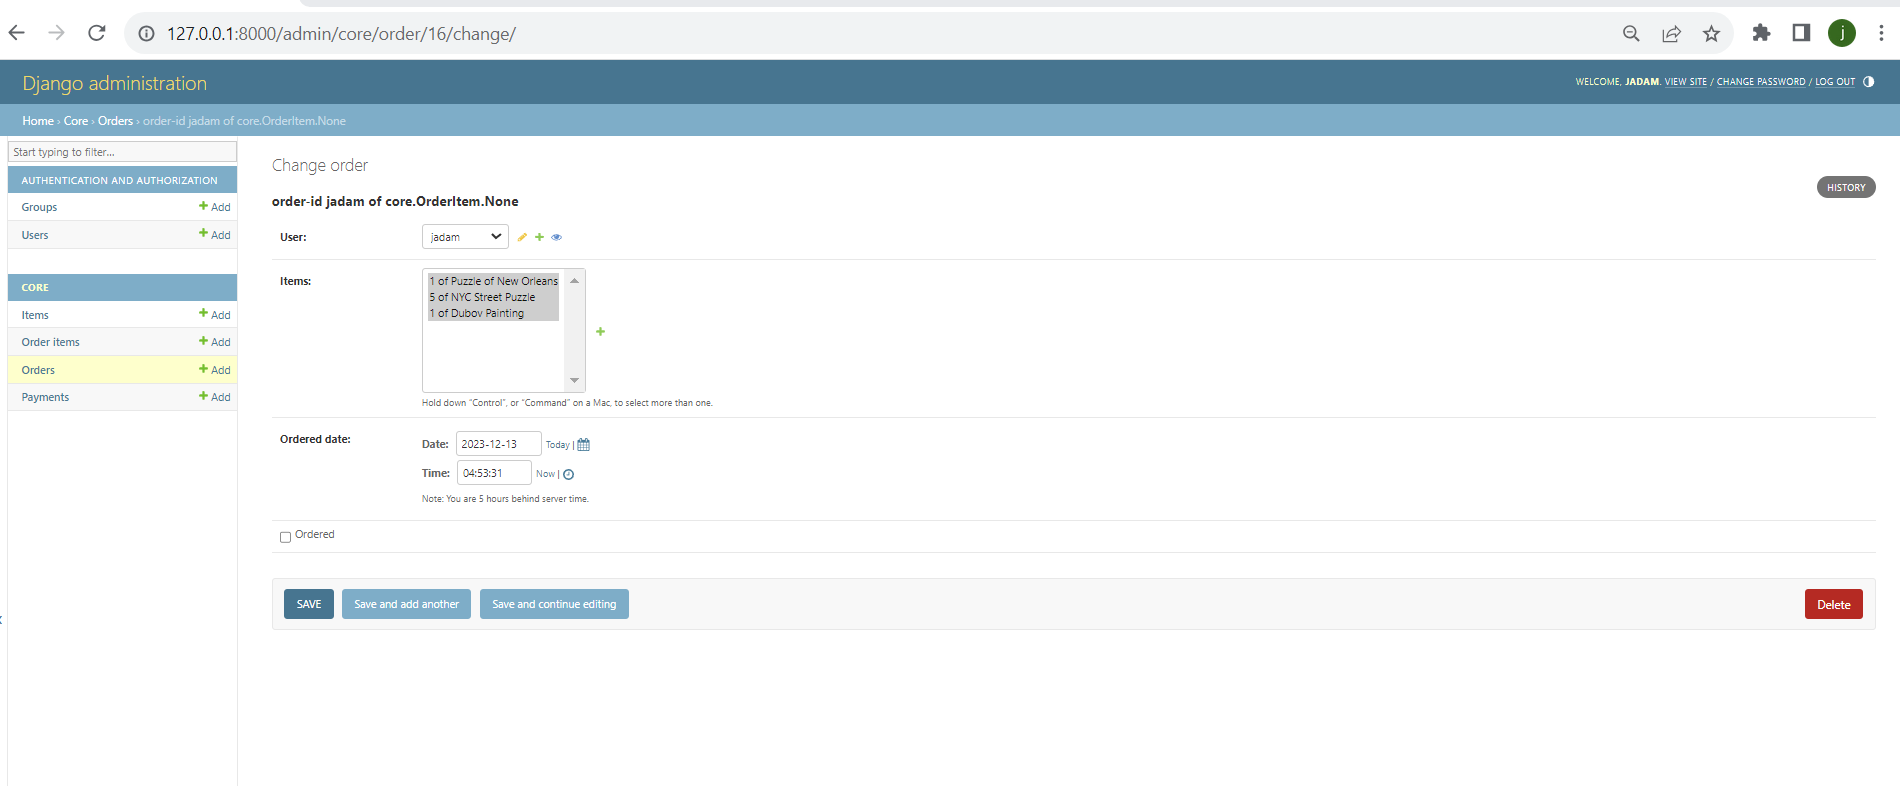 127.0.0.1:8000/admin/core/order/16/change/
j
Django administration
WELCOME, JADAM. VIEW SITE / CHANGE PASSWORD / LOG OUT
Home › Core › Orders › order-id jadam of core.OrderItem.None
Start typing to filter...
AUTHENTICATION AND AUTHORIZATION
Groups + Add
Users + Add
CORE
Items + Add
Order items + Add
Orders + Add
Payments + Add
Change order
HISTORY
order-id jadam of core.OrderItem.None
User: jadam
Items:
1 of Puzzle of New Orleans
5 of NYC Street Puzzle
1 of Dubov Painting
Hold down “Control”, or “Command” on a Mac, to select more than one.
Ordered date:
Date: 2023-12-13 Today |
Time: 04:53:31 Now |
Note: You are 5 hours behind server time.
Ordered
SAVE Save and add another Save and continue editing Delete